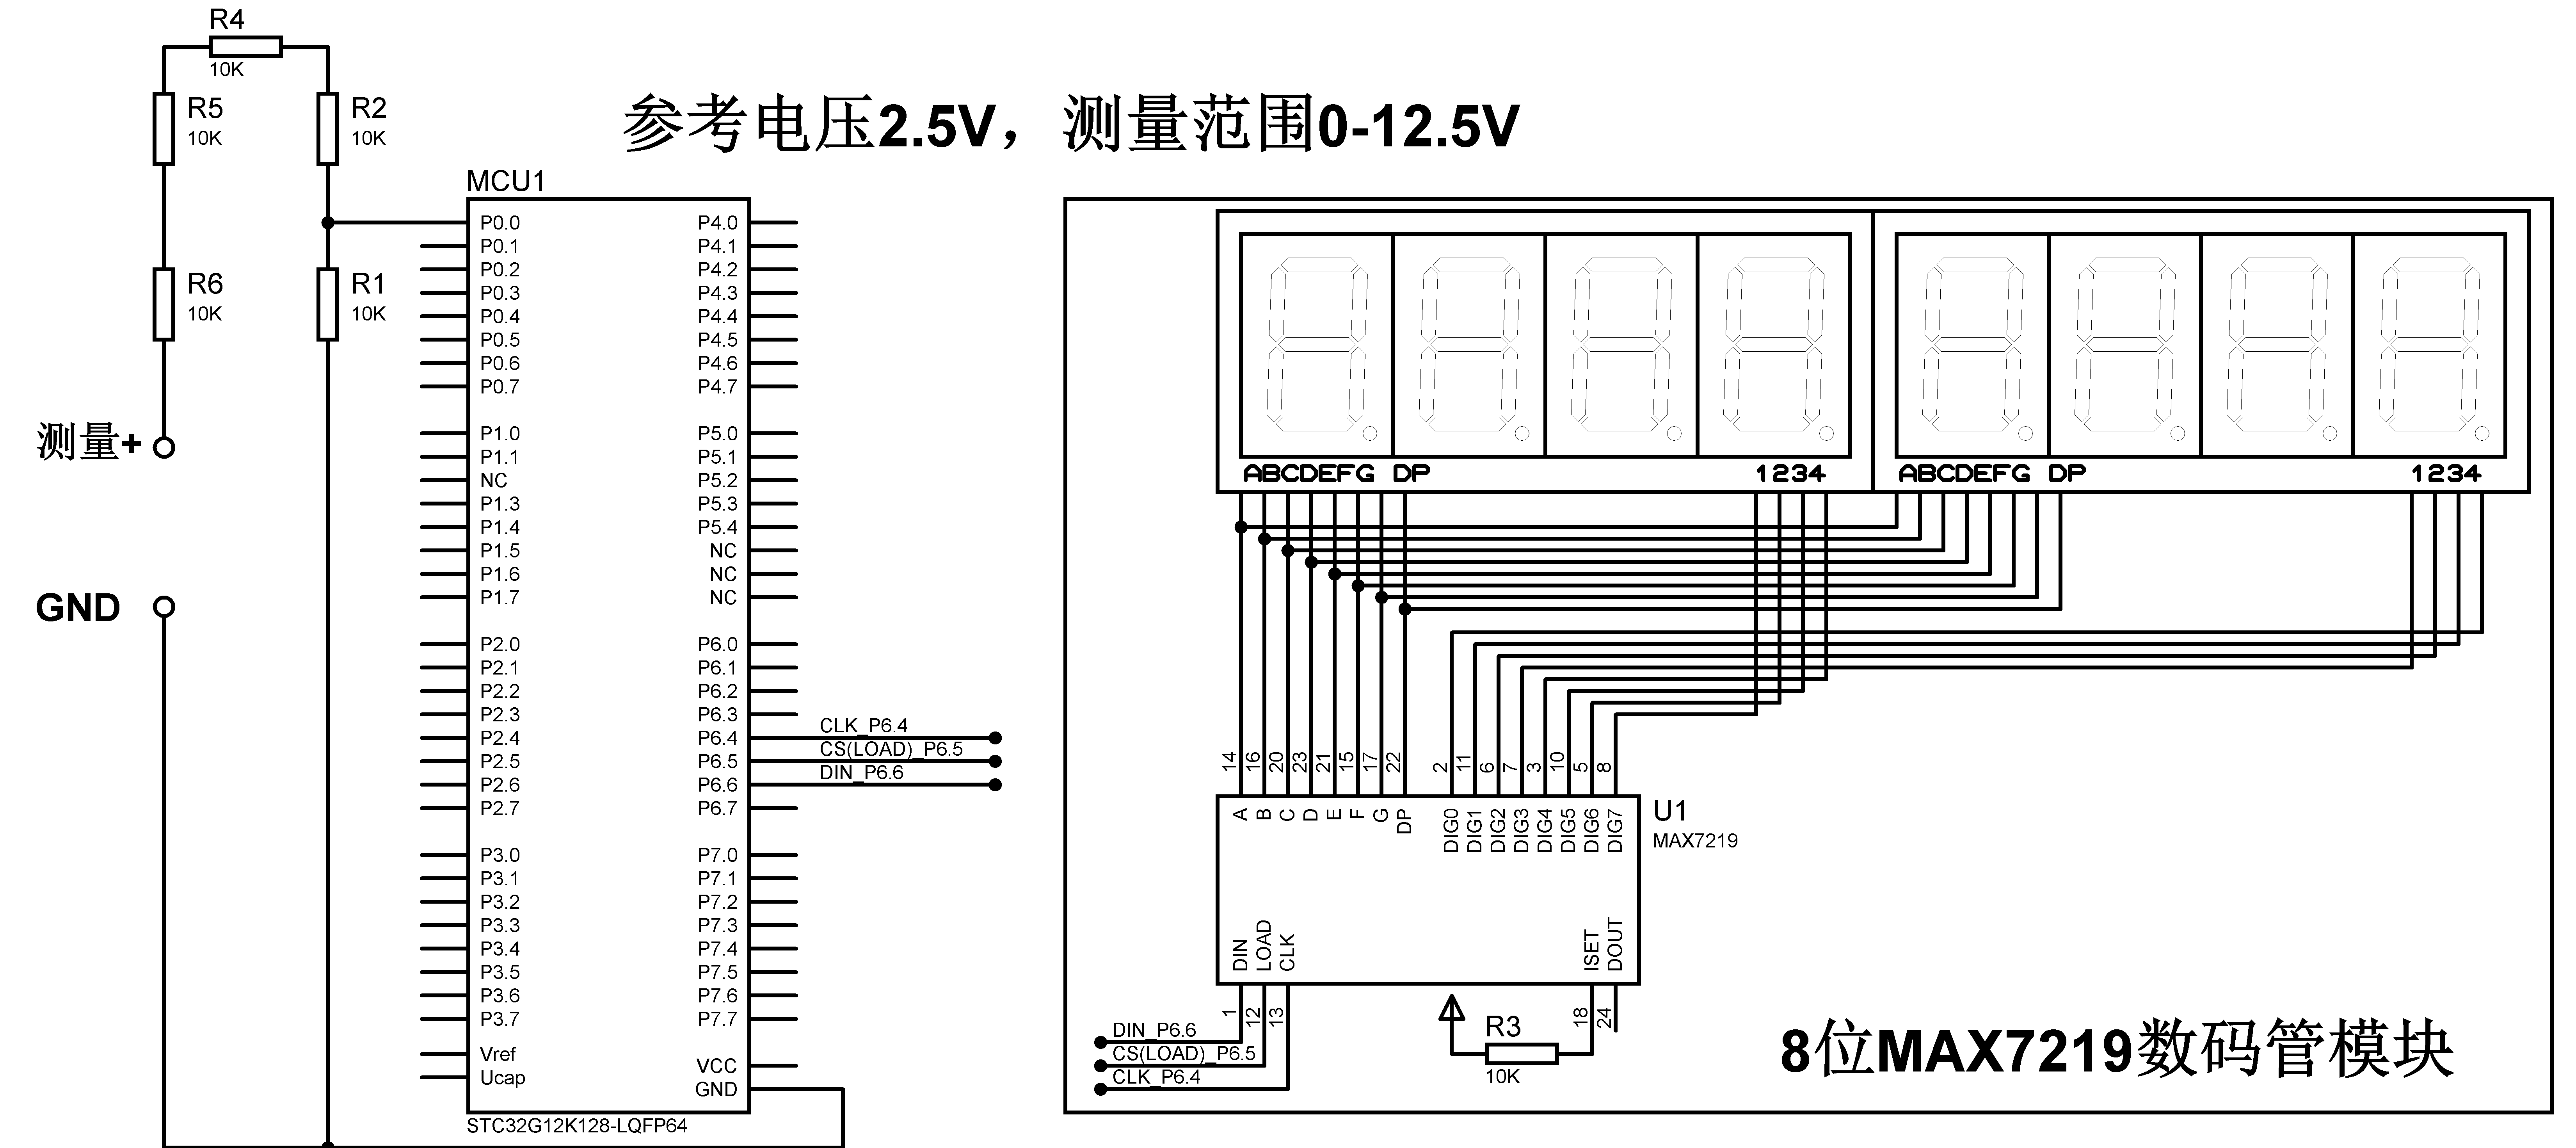 R4
10K
R5
10K
R2
10K
参考电压2.5V，测量范围0-12.5V
R6
10K
R1
10K
测量+
GND
MCU1
P0.0
P0.1
P0.2
P0.3
P0.4
P0.5
P0.6
P0.7
P1.0
P1.1
NC
P1.3
P1.4
P1.5
P1.6
P1.7
P2.0
P2.1
P2.2
P2.3
P2.4
P2.5
P2.6
P2.7
P3.0
P3.1
P3.2
P3.3
P3.4
P3.5
P3.6
P3.7
Vref
Ucap
P4.0
P4.1
P4.2
P4.3
P4.4
P4.5
P4.6
P4.7
P5.0
P5.1
P5.2
P5.3
P5.4
NC
NC
NC
P6.0
P6.1
P6.2
P6.3
P6.4
P6.5
P6.6
P6.7
P7.0
P7.1
P7.2
P7.3
P7.4
P7.5
P7.6
P7.7
VCC
GND
STC32G12K128-LQFP64
CLK_P6.4
CS(LOAD)_P6.5
DIN_P6.6
ABCDEFG DP
1234
ABCDEFG DP
1234
14
16
20
23
21
15
17
22
2
11
6
7
3
10
5
8
A
B
C
D
E
F
G
DP
DIG0
DIG1
DIG2
DIG3
DIG4
DIG5
DIG6
DIG7
U1
MAX7219
DIN
LOAD
CLK
ISET
DOUT
1
12
13
18
24
DIN_P6.6
CS(LOAD)_P6.5
CLK_P6.4
R3
10K
8位MAX7219数码管模块